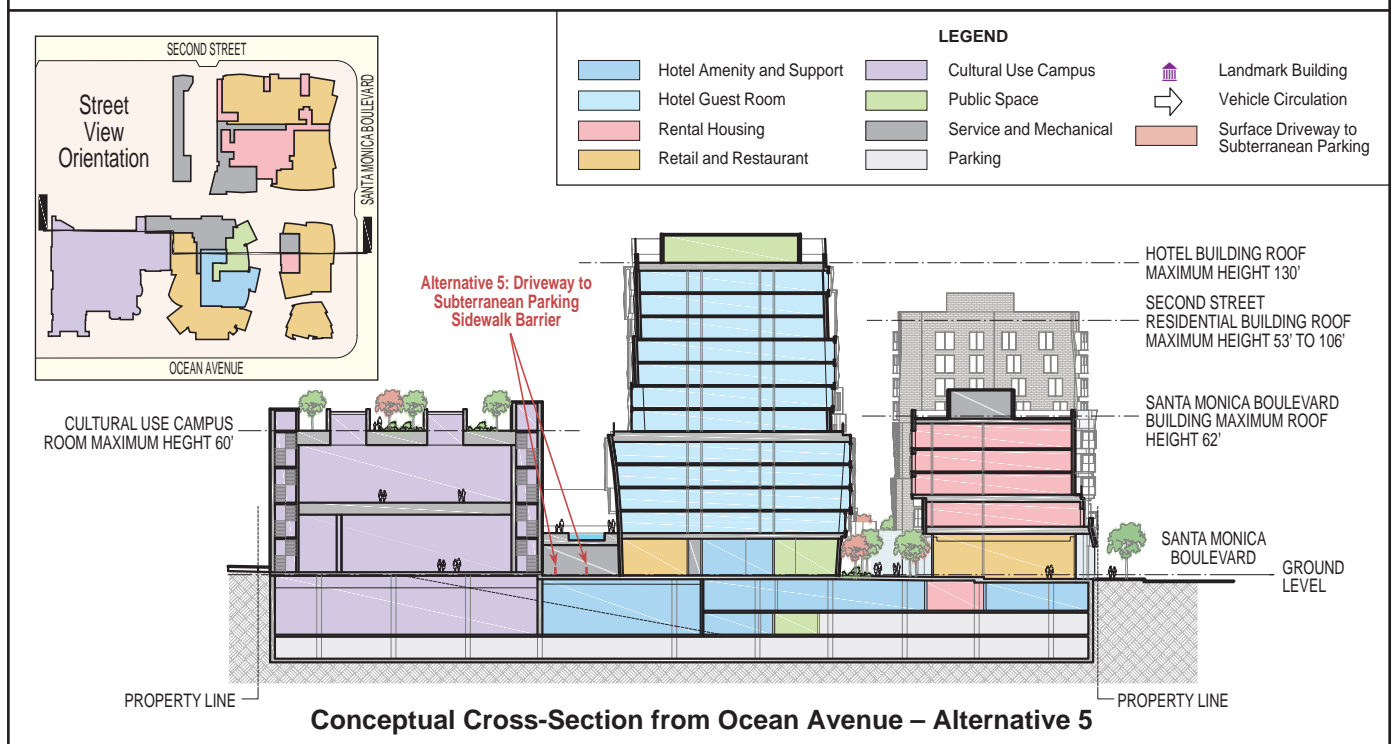 SECOND STREET
Street
View
Orientation
SANTA MONICA BOULEVARD
OCEAN AVENUE
LEGEND
Hotel Amenity and Support
Hotel Guest Room
Rental Housing
Retail and Restaurant
Cultural Use Campus
Public Space
Service and Mechanical
Parking
Landmark Building
Vehicle Circulation
Surface Driveway to
Subterranean Parking
Alternative 5: Driveway to
Subterranean Parking
Sidewalk Barrier
HOTEL BUILDING ROOF
MAXIMUM HEIGHT 130’
SECOND STREET
RESIDENTIAL BUILDING ROOF
MAXIMUM HEIGHT 53’ TO 106’
CULTURAL USE CAMPUS
ROOM MAXIMUM HEGHT 60’
SANTA MONICA BOULEVARD
BUILDING MAXIMUM ROOF
HEIGHT 62’
SANTA MONICA
BOULEVARD
GROUND
LEVEL
PROPERTY LINE
PROPERTY LINE
Conceptual Cross-Section from Ocean Avenue – Alternative 5